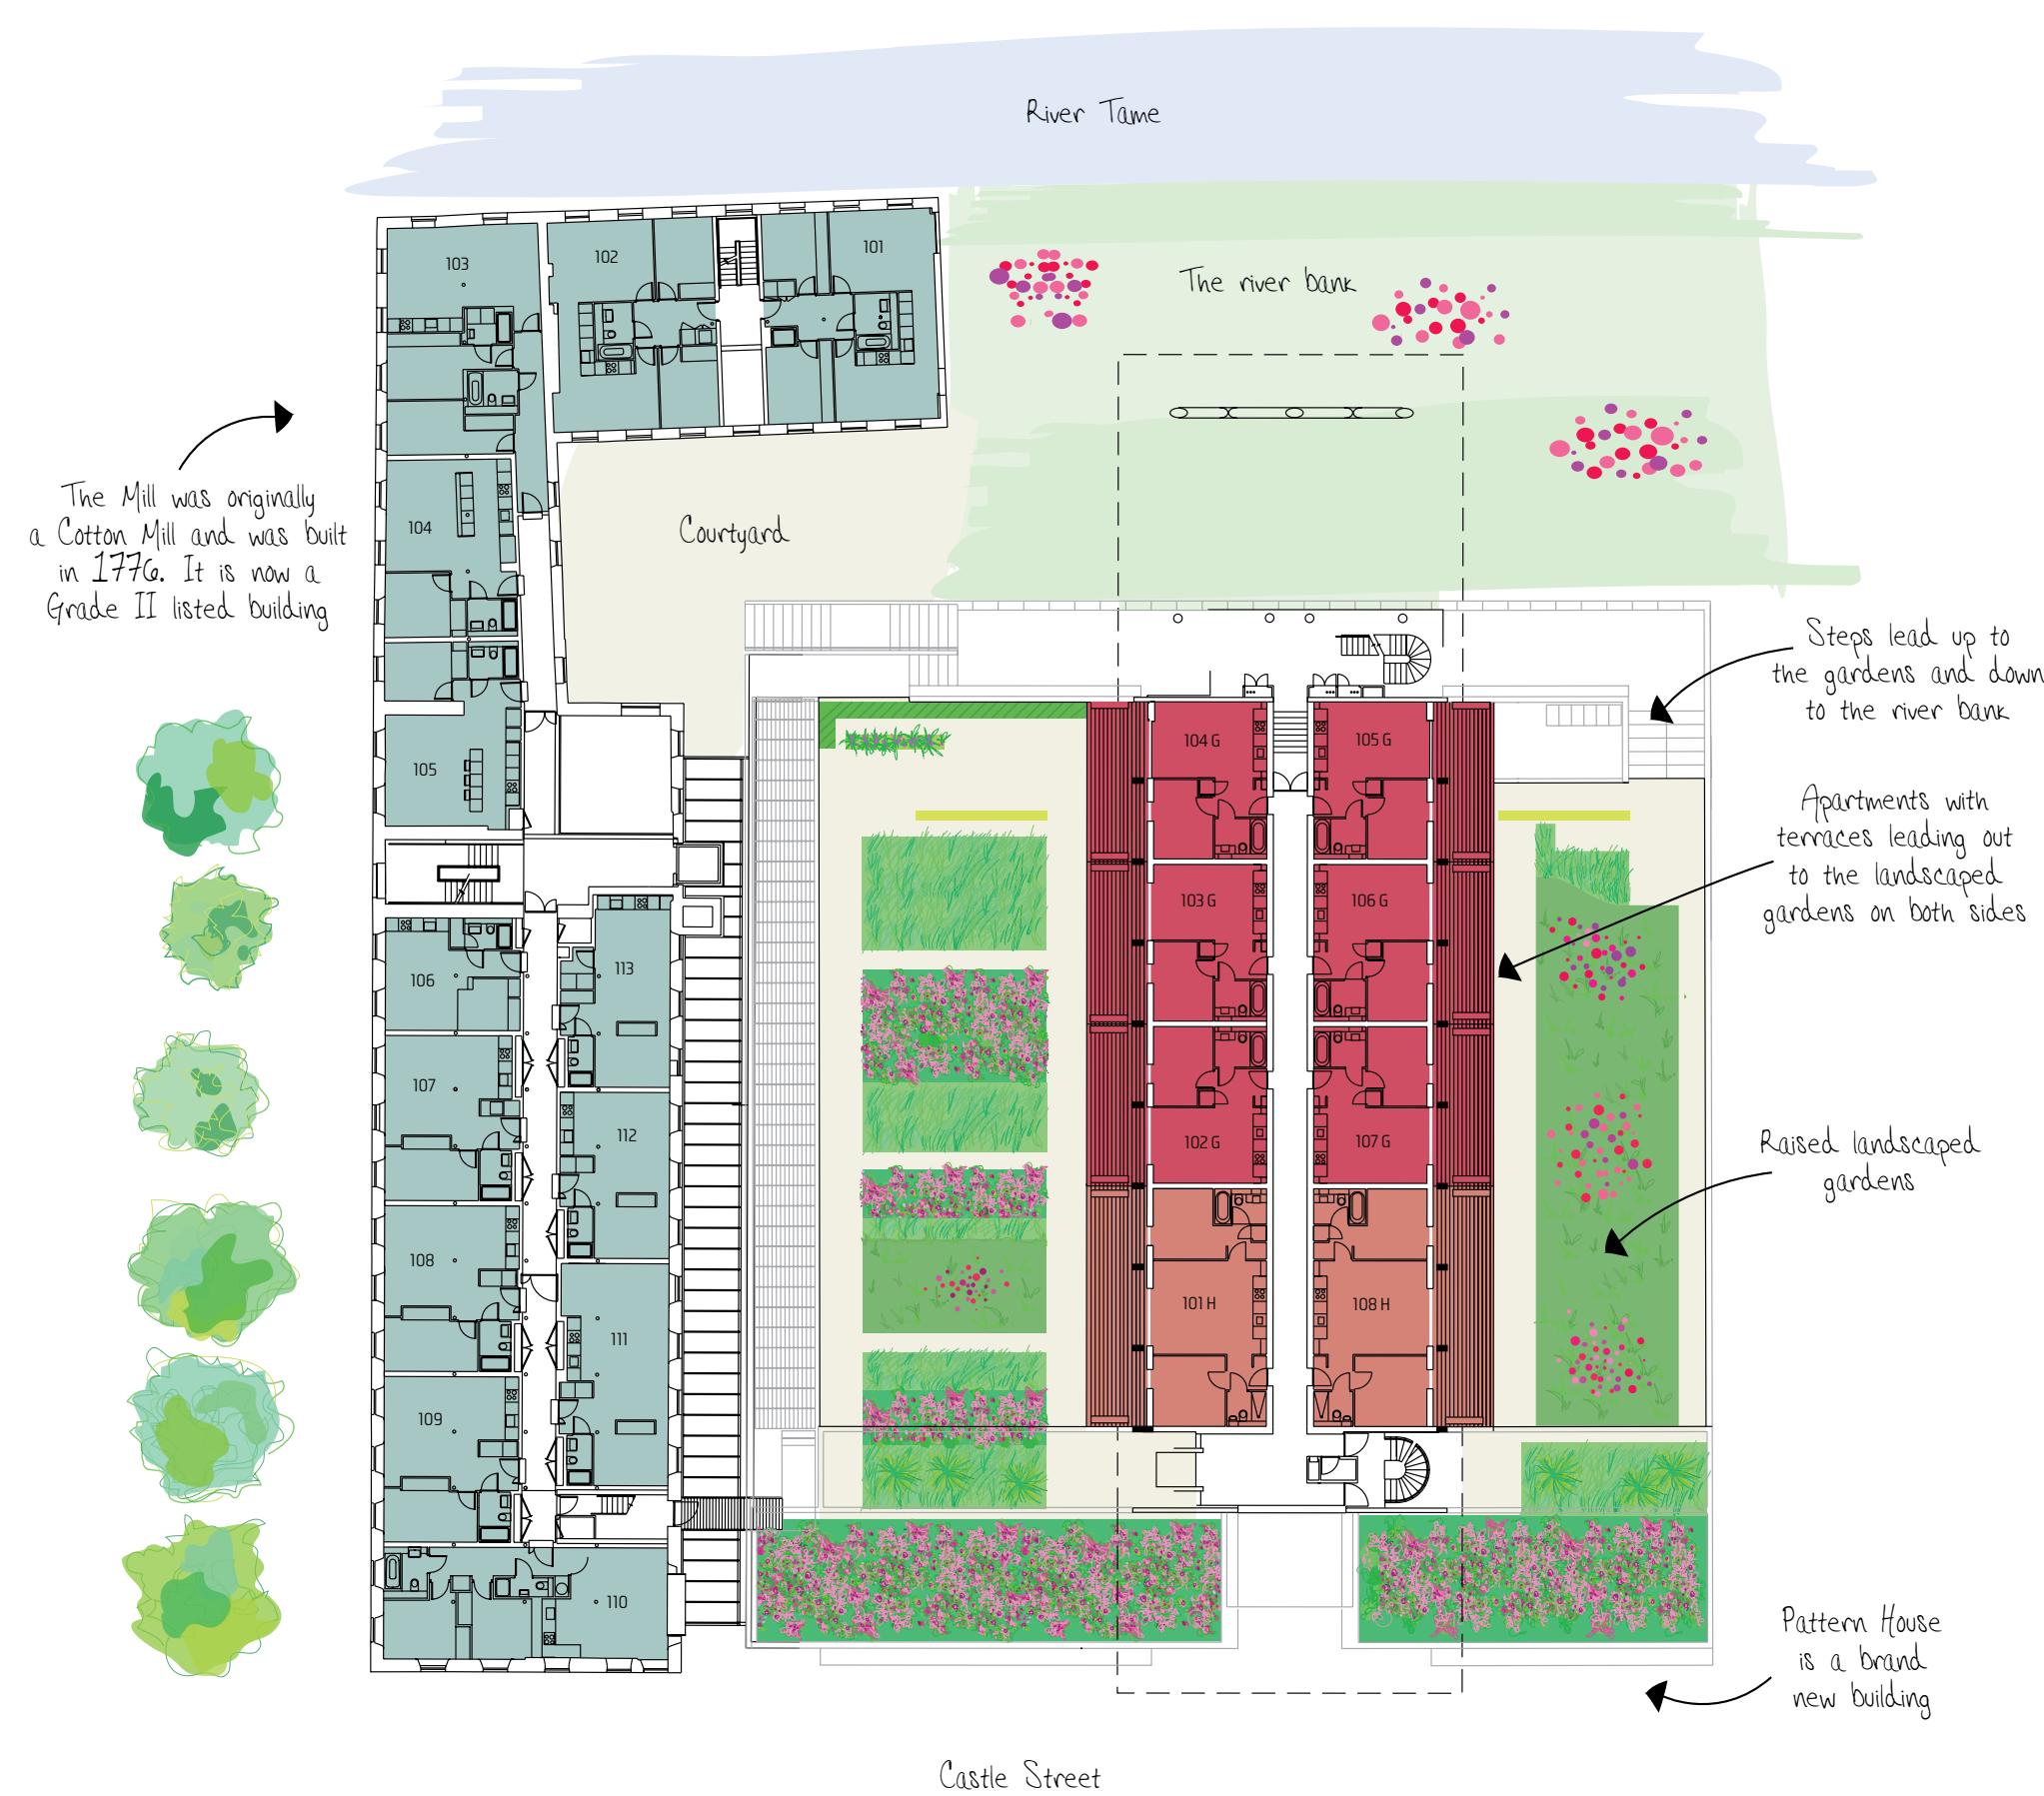 River Tame
The river bank
103
102
101
104
Courtyard
The Mill was originally
a Cotton Mill and was built
in 1776. It is now a
Grade II listed building
Steps lead up to
the gardens and down
to the river bank
105
104 G
105 G
Apartments with
terraces leading out
to the landscaped
gardens on both sides
103 G
106 G
106
113
107
112
102 G
107 G
Raised landscaped
gardens
108
111
101 H
108 H
109
110
Pattern House
is a brand
new building
Castle Street